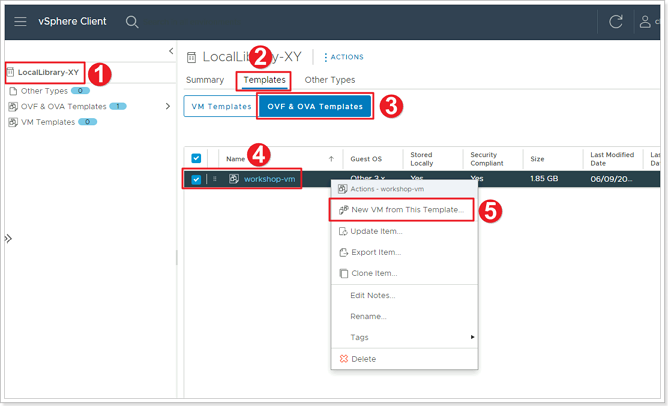 vSphere Client
LocalLibrary-XY
1
Other Types 0
OVF & OVA Templates 1
VM Templates 0
LocalLibrary-XY
ACTIONS
2
Summary Templates Other Types
VM Templates OVF & OVA Templates
3
4
Name Guest OS Stored Locally Security Compliant Size Last Modified Date Last
workshop-vm Other 3.x Yes Yes 1.85 GB 06/09/20...
Actions - workshop-vm
New VM from This Template...
5
Update Item...
Export Item...
Clone Item...
Edit Notes...
Rename...
Tags
Delete